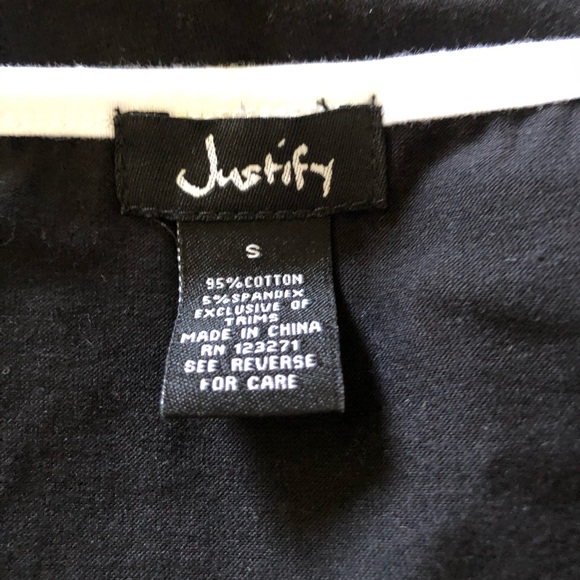 Justify
S
95% COTTON
5% SPANDEX
EXCLUSIVE OF
TRIMS
MADE IN CHINA
RN 123271
SEE REVERSE
FOR CARE